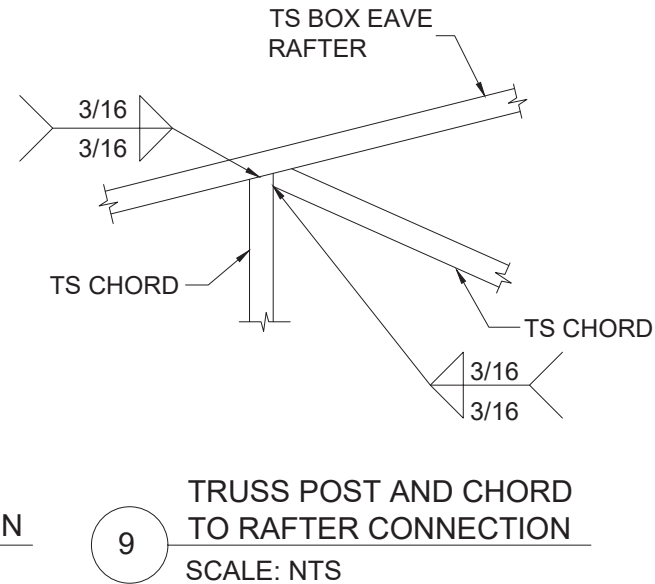 TS BOX EAVE
RAFTER
3/16
3/16
TS CHORD
TS CHORD
3/16
3/16
N
9
TRUSS POST AND CHORD
TO RAFTER CONNECTION
SCALE: NTS